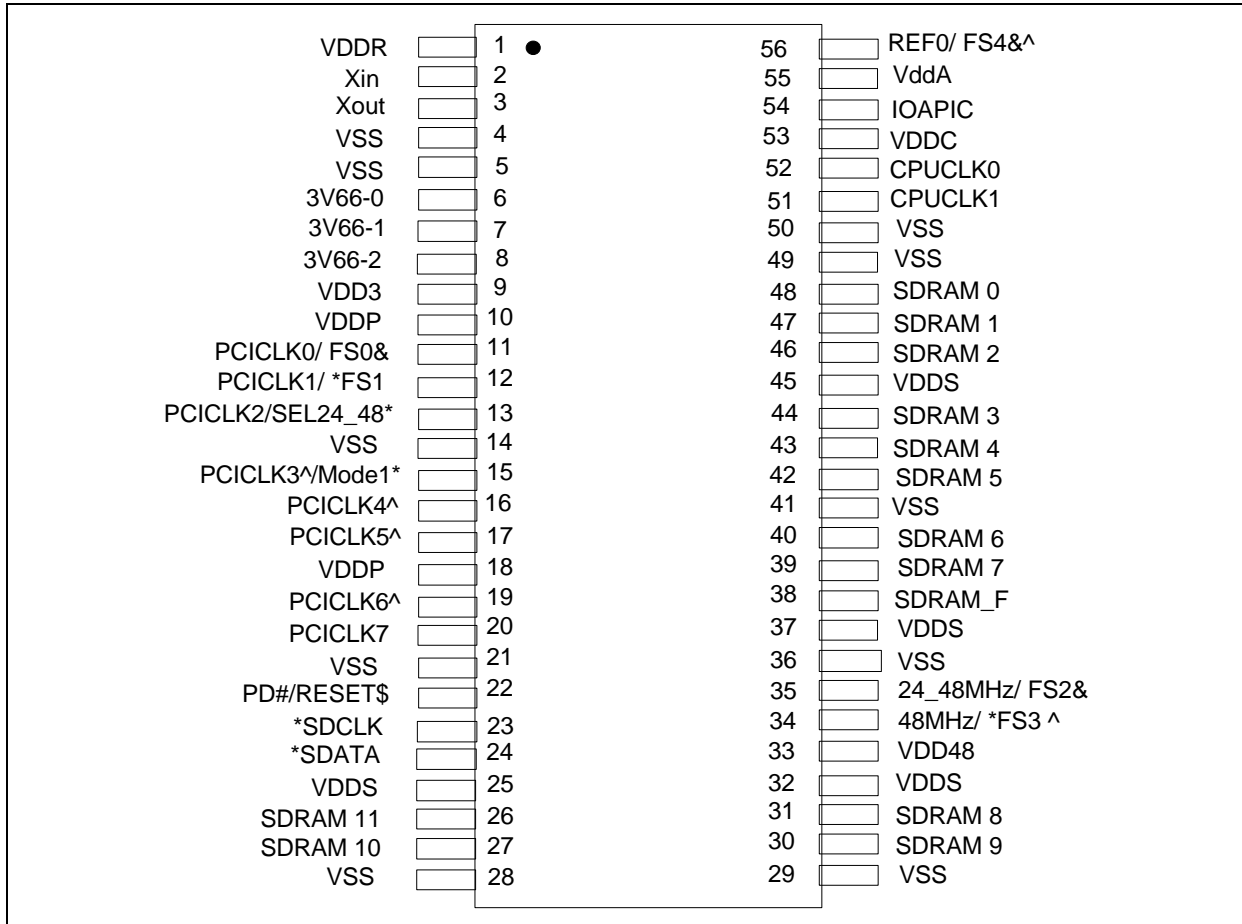 VDDR 1 56 REF0/ FS4&^
Xin 2 55 VddA
Xout 3 54 IOAPIC
VSS 4 53 VDDC
VSS 5 52 CPUCLK0
3V66-0 6 51 CPUCLK1
3V66-1 7 50 VSS
3V66-2 8 49 VSS
VDD3 9 48 SDRAM 0
VDDP 10 47 SDRAM 1
PCICLK0/ FS0& 11 46 SDRAM 2
PCICLK1/ *FS1 12 45 VDDS
PCICLK2/SEL24_48* 13 44 SDRAM 3
VSS 14 43 SDRAM 4
PCICLK3^/Mode1* 15 42 SDRAM 5
PCICLK4^ 16 41 VSS
PCICLK5^ 17 40 SDRAM 6
VDDP 18 39 SDRAM 7
PCICLK6^ 19 38 SDRAM_F
PCICLK7 20 37 VDDS
VSS 21 36 VSS
PD#/RESET$ 22 35 24_48MHz/ FS2&
*SDCLK 23 34 48MHz/ *FS3 ^
*SDATA 24 33 VDD48
VDDS 25 32 VDDS
SDRAM 11 26 31 SDRAM 8
SDRAM 10 27 30 SDRAM 9
VSS 28 29 VSS